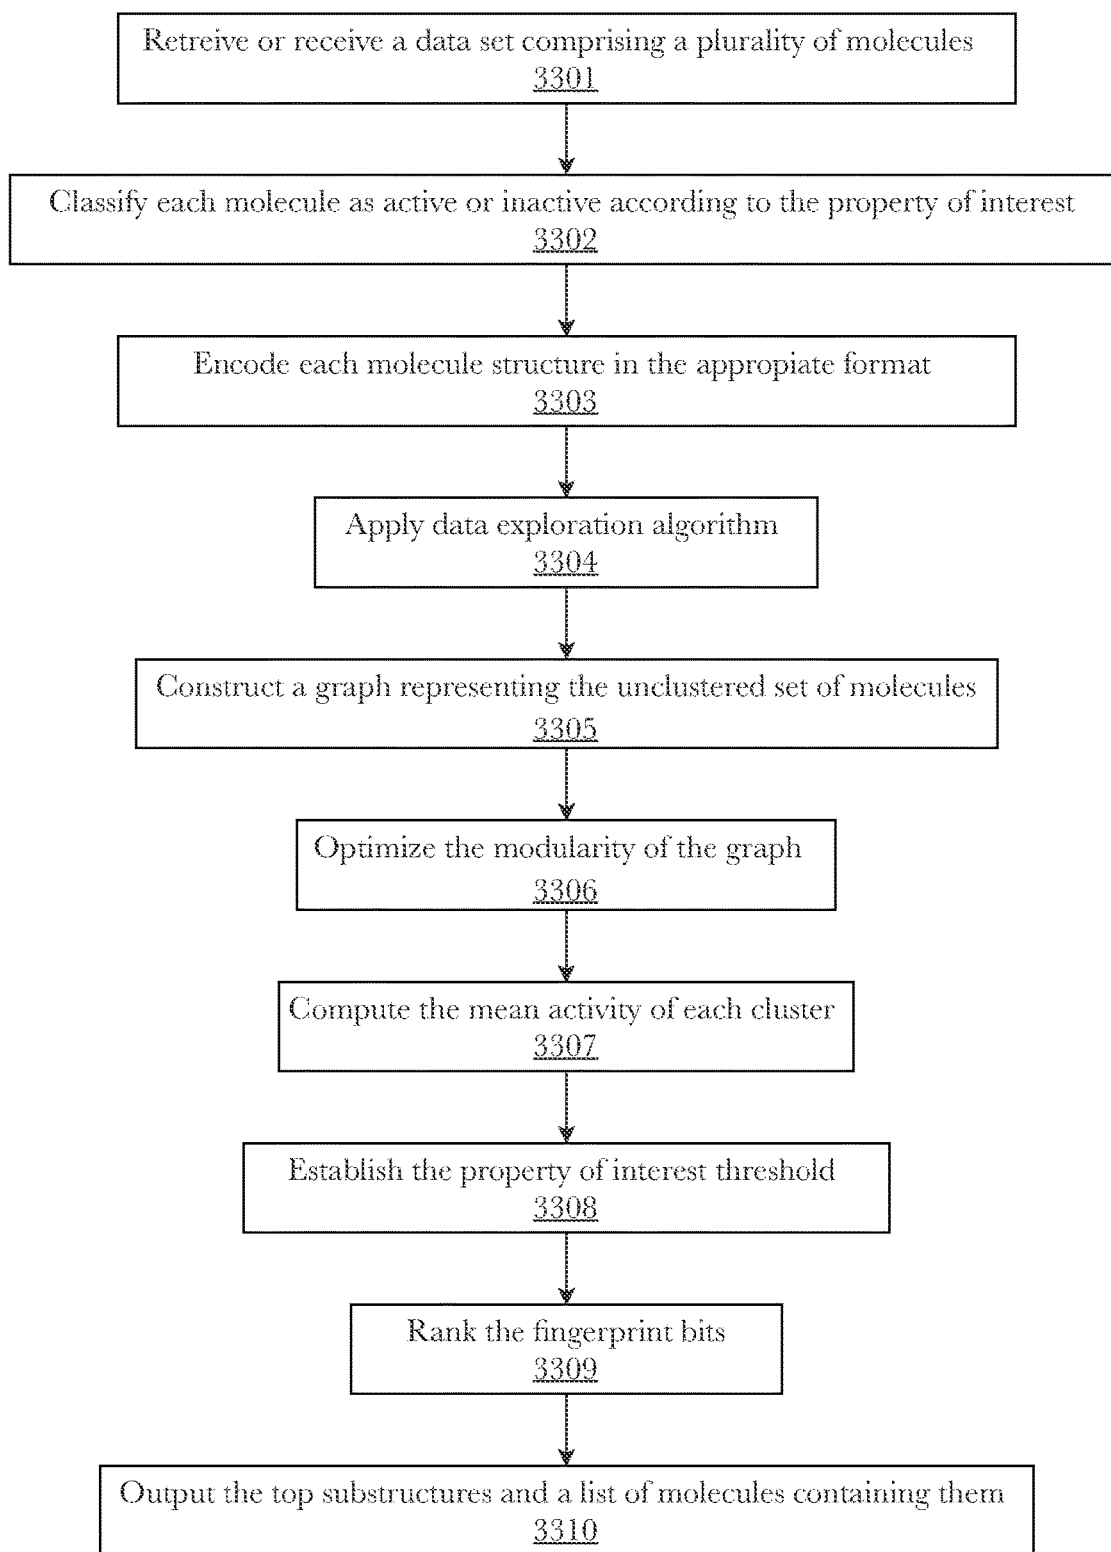 Retreive or receive a data set comprising a plurality of molecules
3301
Classify each molecule as active or inactive according to the property of interest
3302
Encode each molecule structure in the appropiate format
3303
Apply data exploration algorithm
3304
Construct a graph representing the unclustered set of molecules
3305
Optimize the modularity of the graph
3306
Compute the mean activity of each cluster
3307
Establish the property of interest threshold
3308
Rank the fingerprint bits
3309
Output the top substructures and a list of molecules containing them
3310